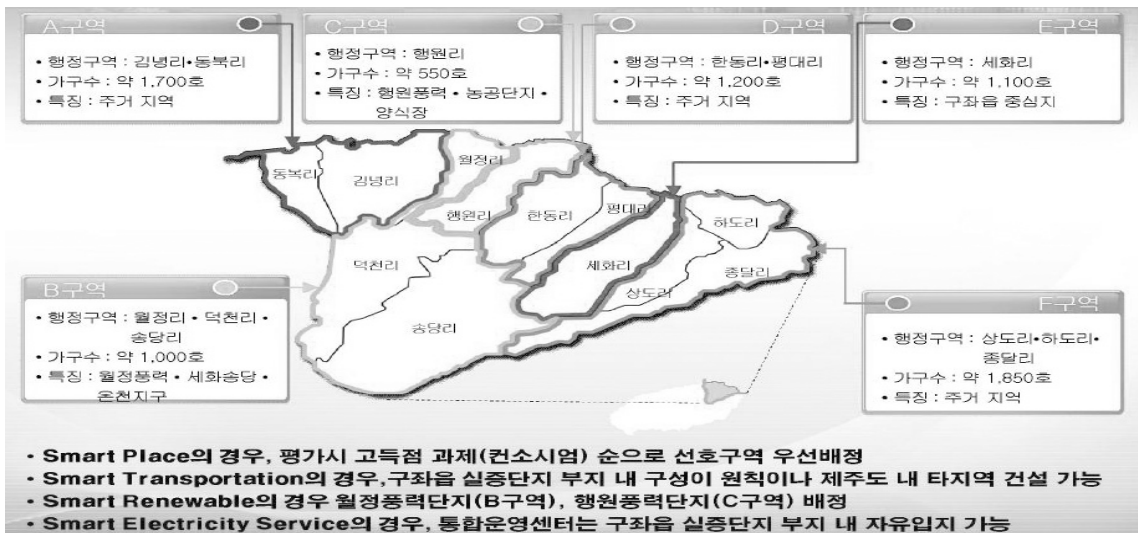 A구역
• 행정구역 : 김녕리•동복리
• 가구수 : 약 1,700호
• 특징 : 주거 지역
C구역
• 행정구역 : 행원리
• 가구수 : 약 550호
• 특징 : 행원풍력 • 농공단지 •
양식장
D구역
• 행정구역 : 한동리•평대리
• 가구수 : 약 1,200호
• 특징 : 주거 지역
E구역
• 행정구역 : 세화리
• 가구수 : 약 1,100호
• 특징 : 구좌읍 중심지
동복리
김녕리
월정리
행원리
한동리
평대리
하도리
덕천리
세화리
종달리
상도리
송당리
B구역
• 행정구역 : 월정리 • 덕천리 •
송당리
• 가구수 : 약 1,000호
• 특징 : 월정풍력 • 세화송당 •
온천지구
F구역
• 행정구역 : 상도리•하도리•
종달리
• 가구수 : 약 1,850호
• 특징 : 주거 지역
• Smart Place의 경우, 평가시 고득점 과제(컨소시엄) 순으로 선호구역 우선배정
• Smart Transportation의 경우,구좌읍 실증단지 부지 내 구성이 원칙이나 제주도 내 타지역 건설 가능
• Smart Renewable의 경우 월정풍력단지(B구역), 행원풍력단지(C구역) 배정
• Smart Electricity Service의 경우, 통합운영센터는 구좌읍 실증단지 부지 내 자유입지 가능